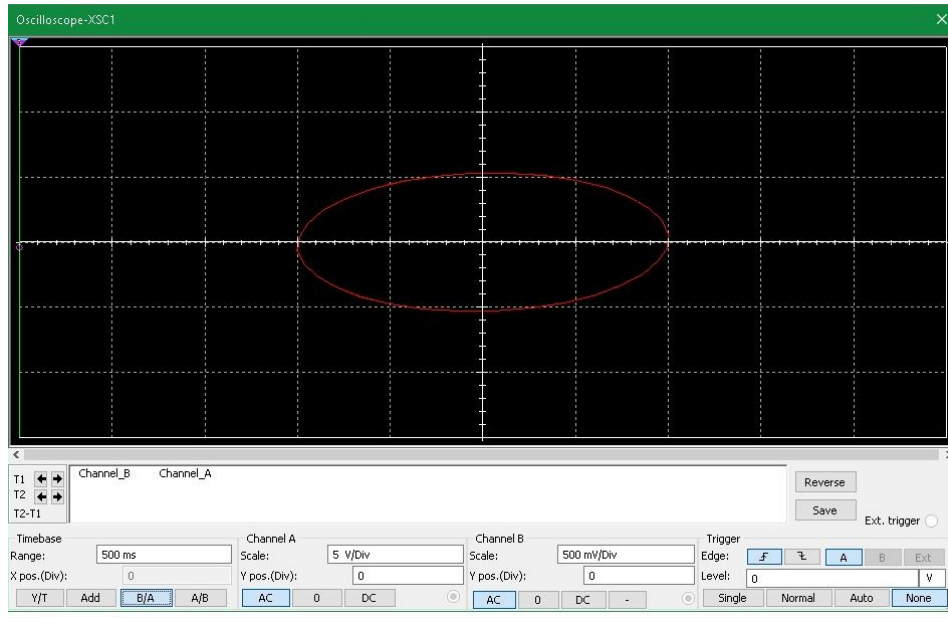 Oscilloscope-XSC1
T1
T2
T2-T1
Channel_B Channel_A
Reverse
Save
Ext. trigger
Timebase
Range: 500 ms
X pos.(Div): 0
Y/T Add B/A A/B
Channel A
Scale: 5 V/Div
Y pos.(Div): 0
AC 0 DC
Channel B
Scale: 500 mV/Div
Y pos.(Div): 0
AC 0 DC -
Trigger
Edge: A B Ext
Level: 0 V
Single Normal Auto None